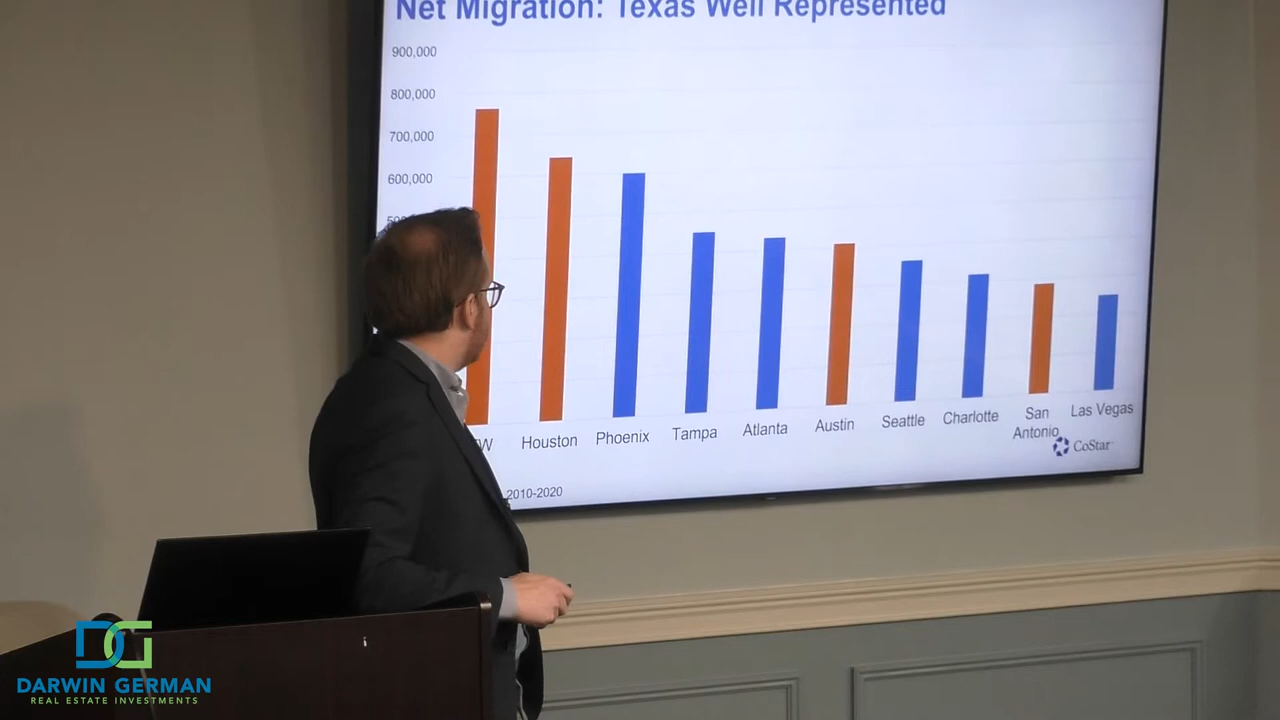 Net Migration: Texas Well Represented
900,000
800,000
700,000
600,000
Houston
Phoenix
Tampa
Atlanta
Austin
Seattle
Charlotte
San
Antonio
Las Vegas
CoStar
2010-2020
DG
DARWIN GERMAN
REAL ESTATE INVESTMENTS